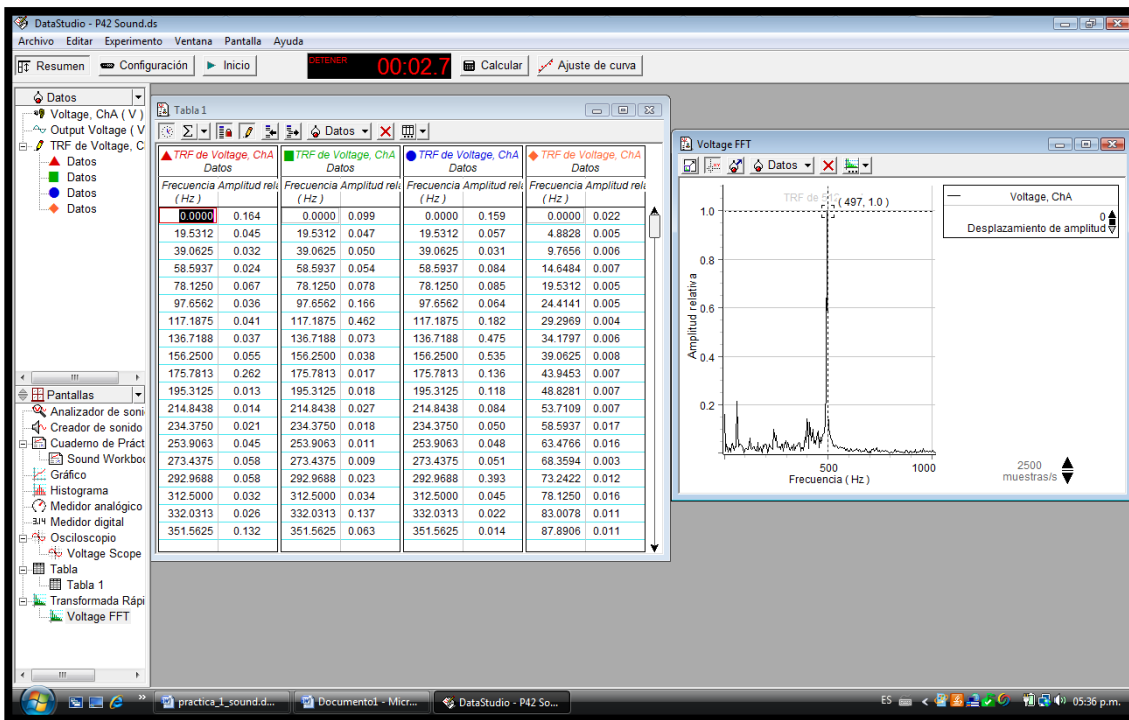 DataStudio - P42 Sound.ds
Archivo Editar Experimento Ventana Pantalla Ayuda
Resumen Configuración Inicio DETENER 00:02.7 Calcular Ajuste de curva
Datos
Voltage, ChA ( V )
Output Voltage ( V
TRF de Voltage, C
Datos
Datos
Datos
Datos
Pantallas
Analizador de soni
Creador de sonido
Cuaderno de Práct
Sound Workboo
Gráfico
Histograma
Medidor analógico
3.14 Medidor digital
Osciloscopio
Voltage Scope
Tabla
Tabla 1
Transformada Rápi
Voltage FFT
Tabla 1
Σ Datos
TRF de Voltage, ChA TRF de Voltage, ChA TRF de Voltage, ChA TRF de Voltage, ChA
Datos Datos Datos Datos
Frecuencia Amplitud rela Frecuencia Amplitud rela Frecuencia Amplitud rela Frecuencia Amplitud rela
( Hz ) ( Hz ) ( Hz ) ( Hz )
0.0000 0.164 0.0000 0.099 0.0000 0.159 0.0000 0.022
19.5312 0.045 19.5312 0.047 19.5312 0.057 4.8828 0.005
39.0625 0.032 39.0625 0.050 39.0625 0.031 9.7656 0.006
58.5937 0.024 58.5937 0.054 58.5937 0.084 14.6484 0.007
78.1250 0.067 78.1250 0.078 78.1250 0.085 19.5312 0.005
97.6562 0.036 97.6562 0.166 97.6562 0.064 24.4141 0.005
117.1875 0.041 117.1875 0.462 117.1875 0.182 29.2969 0.004
136.7188 0.037 136.7188 0.073 136.7188 0.475 34.1797 0.006
156.2500 0.055 156.2500 0.038 156.2500 0.535 39.0625 0.008
175.7813 0.262 175.7813 0.017 175.7813 0.136 43.9453 0.007
195.3125 0.013 195.3125 0.018 195.3125 0.118 48.8281 0.007
214.8438 0.014 214.8438 0.027 214.8438 0.084 53.7109 0.007
234.3750 0.021 234.3750 0.018 234.3750 0.050 58.5937 0.017
253.9063 0.045 253.9063 0.011 253.9063 0.048 63.4766 0.016
273.4375 0.058 273.4375 0.009 273.4375 0.051 68.3594 0.003
292.9688 0.058 292.9688 0.023 292.9688 0.393 73.2422 0.012
312.5000 0.032 312.5000 0.034 312.5000 0.045 78.1250 0.016
332.0313 0.026 332.0313 0.137 332.0313 0.022 83.0078 0.011
351.5625 0.132 351.5625 0.063 351.5625 0.014 87.8906 0.011
Voltage FFT
Datos
TRF de 512
( 497, 1.0 )
Voltage, ChA
0
Desplazamiento de amplitud
Amplitud relativa
1.0
0.8
0.6
0.4
0.2
500 1000
Frecuencia ( Hz )
2500
muestras/s
practica_1_sound.d... Documento1 - Micr... DataStudio - P42 So... ES 05:36 p.m.